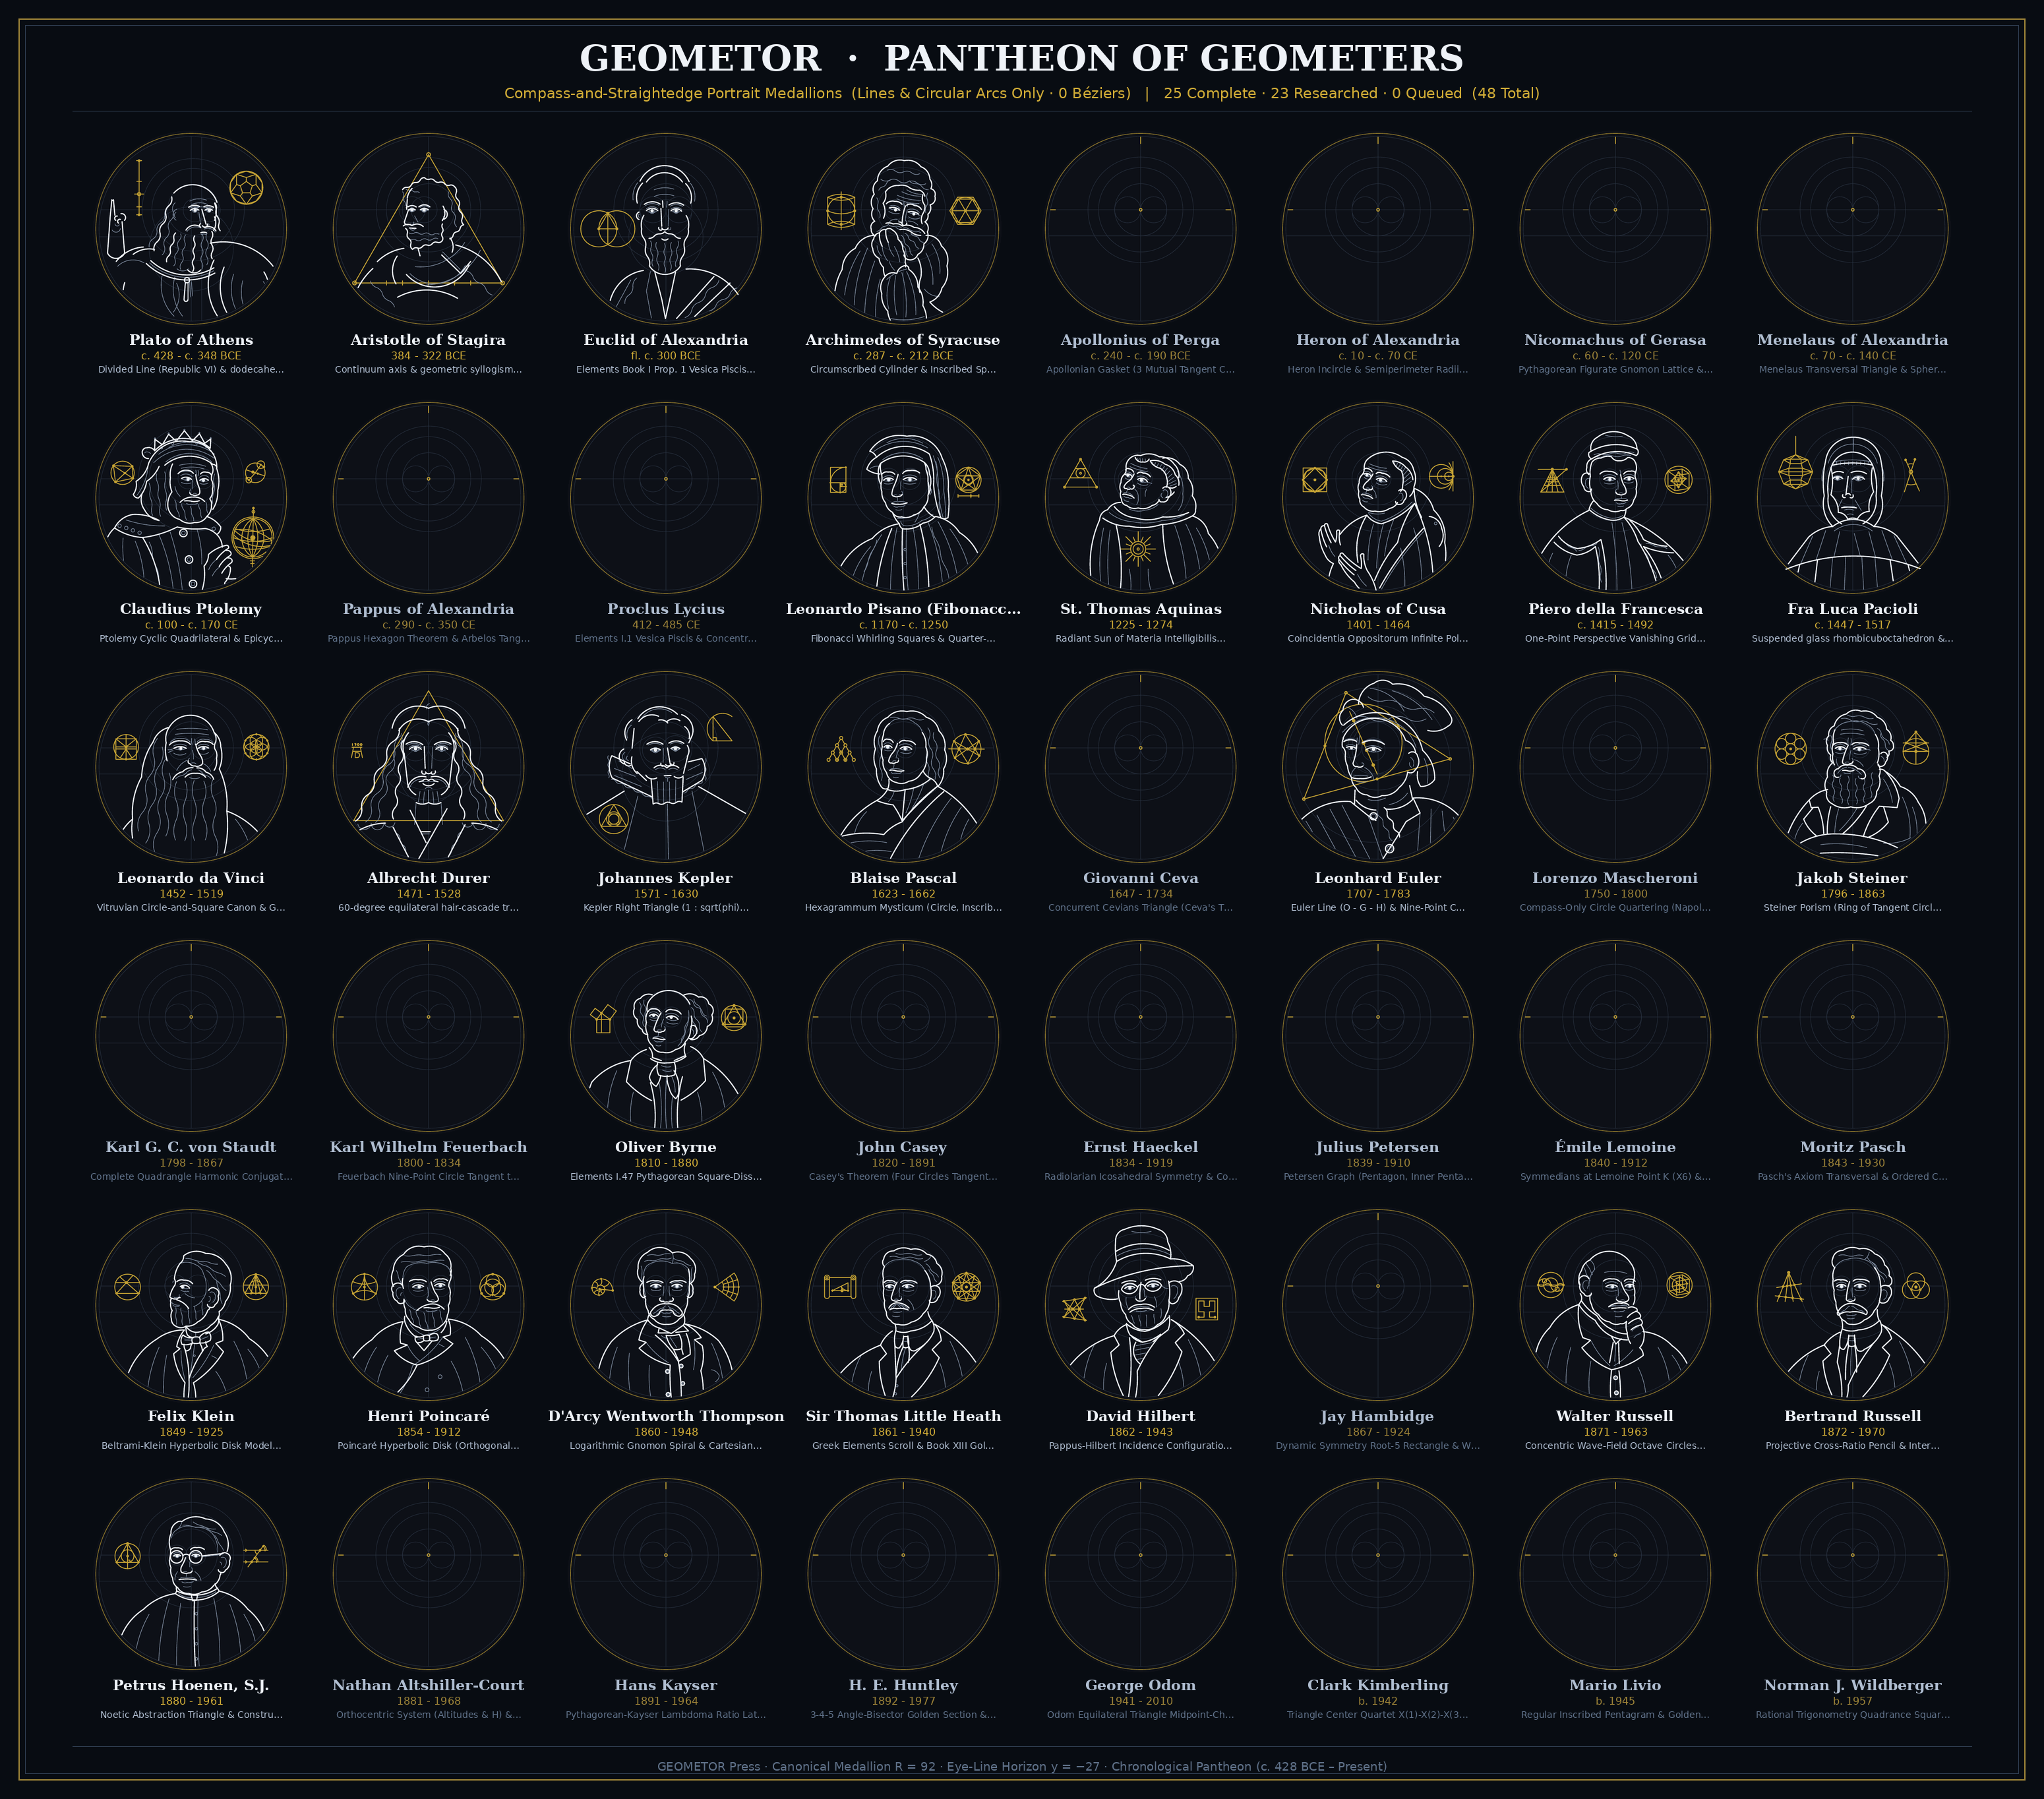 GEOMETOR · PANTHEON OF GEOMETERS
Compass-and-Straightedge Portrait Medallions (Lines & Circular Arcs Only · 0 Béziers) | 25 Complete · 23 Researched · 0 Queued (48 Total)
Plato of Athens
c. 428 - c. 348 BCE
Divided Line (Republic VI) & dodecahe...
Aristotle of Stagira
384 - 322 BCE
Continuum axis & geometric syllogism...
Euclid of Alexandria
fl. c. 300 BCE
Elements Book I Prop. 1 Vesica Piscis...
Archimedes of Syracuse
c. 287 - c. 212 BCE
Circumscribed Cylinder & Inscribed Sp...
Apollonius of Perga
c. 240 - c. 190 BCE
Apollonian Gasket (3 Mutual Tangent C...
Heron of Alexandria
c. 10 - c. 70 CE
Heron Incircle & Semiperimeter Radii...
Nicomachus of Gerasa
c. 60 - c. 120 CE
Pythagorean Figurate Gnomon Lattice &...
Menelaus of Alexandria
c. 70 - c. 140 CE
Menelaus Transversal Triangle & Spher...
Claudius Ptolemy
c. 100 - c. 170 CE
Ptolemy Cyclic Quadrilateral & Epicyc...
Pappus of Alexandria
c. 290 - c. 350 CE
Pappus Hexagon Theorem & Arbelos Tang...
Proclus Lycius
412 - 485 CE
Elements I.1 Vesica Piscis & Concentr...
Leonardo Pisano (Fibonacc...
c. 1170 - c. 1250
Fibonacci Whirling Squares & Quarter-...
St. Thomas Aquinas
1225 - 1274
Radiant Sun of Materia Intelligibilis...
Nicholas of Cusa
1401 - 1464
Coincidentia Oppositorum Infinite Pol...
Piero della Francesca
c. 1415 - 1492
One-Point Perspective Vanishing Grid...
Fra Luca Pacioli
c. 1447 - 1517
Suspended glass rhombicuboctahedron &...
Leonardo da Vinci
1452 - 1519
Vitruvian Circle-and-Square Canon & G...
Albrecht Durer
1471 - 1528
60-degree equilateral hair-cascade tr...
Johannes Kepler
1571 - 1630
Kepler Right Triangle (1 : sqrt(phi)...
Blaise Pascal
1623 - 1662
Hexagrammum Mysticum (Circle, Inscrib...
Giovanni Ceva
1647 - 1734
Concurrent Cevians Triangle (Ceva's T...
Leonhard Euler
1707 - 1783
Euler Line (O - G - H) & Nine-Point C...
Lorenzo Mascheroni
1750 - 1800
Compass-Only Circle Quartering (Napol...
Jakob Steiner
1796 - 1863
Steiner Porism (Ring of Tangent Circl...
Karl G. C. von Staudt
1798 - 1867
Complete Quadrangle Harmonic Conjugat...
Karl Wilhelm Feuerbach
1800 - 1834
Feuerbach Nine-Point Circle Tangent t...
Oliver Byrne
1810 - 1880
Elements I.47 Pythagorean Square-Diss...
John Casey
1820 - 1891
Casey's Theorem (Four Circles Tangent...
Ernst Haeckel
1834 - 1919
Radiolarian Icosahedral Symmetry & Co...
Julius Petersen
1839 - 1910
Petersen Graph (Pentagon, Inner Penta...
Émile Lemoine
1840 - 1912
Symmedians at Lemoine Point K (X6) &...
Moritz Pasch
1843 - 1930
Pasch's Axiom Transversal & Ordered C...
Felix Klein
1849 - 1925
Beltrami-Klein Hyperbolic Disk Model...
Henri Poincaré
1854 - 1912
Poincaré Hyperbolic Disk (Orthogonal...
D'Arcy Wentworth Thompson
1860 - 1948
Logarithmic Gnomon Spiral & Cartesian...
Sir Thomas Little Heath
1861 - 1940
Greek Elements Scroll & Book XIII Gol...
David Hilbert
1862 - 1943
Pappus-Hilbert Incidence Configuratio...
Jay Hambidge
1867 - 1924
Dynamic Symmetry Root-5 Rectangle & W...
Walter Russell
1871 - 1963
Concentric Wave-Field Octave Circles...
Bertrand Russell
1872 - 1970
Projective Cross-Ratio Pencil & Inter...
Petrus Hoenen, S.J.
1880 - 1961
Noetic Abstraction Triangle & Constru...
Nathan Altshiller-Court
1881 - 1968
Orthocentric System (Altitudes & H) &...
Hans Kayser
1891 - 1964
Pythagorean-Kayser Lambdoma Ratio Lat...
H. E. Huntley
1892 - 1977
3-4-5 Angle-Bisector Golden Section &...
George Odom
1941 - 2010
Odom Equilateral Triangle Midpoint-Ch...
Clark Kimberling
b. 1942
Triangle Center Quartet X(1)-X(2)-X(3...
Mario Livio
b. 1945
Regular Inscribed Pentagram & Golden...
Norman J. Wildberger
b. 1957
Rational Trigonometry Quadrance Squar...
GEOMETOR Press · Canonical Medallion R = 92 · Eye-Line Horizon y = −27 · Chronological Pantheon (c. 428 BCE – Present)